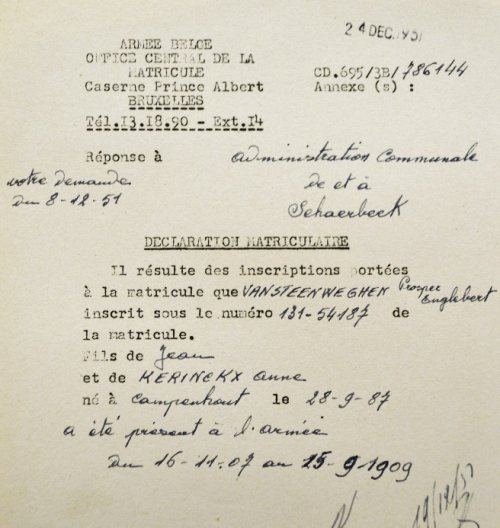 24 DEC. 1951
ARMEE BELGE
OFFICE CENTRAL DE LA
MATRICULE
Caserne Prince Albert
BRUXELLES
Tél.13.18.90 - Ext.14
CD.695/3B/786144
Annexe (s) :
Réponse à
votre demande
du 8-12-51
Administration Communale
de et à
Schaerbeek
DECLARATION MATRICULAIRE
Il résulte des inscriptions portées
à la matricule que VANSTEENWEGHEN Prosper
Englebert
inscrit sous le numéro 131-54187 de
la matricule.
Fils de Jean
et de KERINCKX Anne
né à Campenhout le 28-9-87
a été présent à l'armée
du 16-11-07 au 25-9-1909
19/12/51